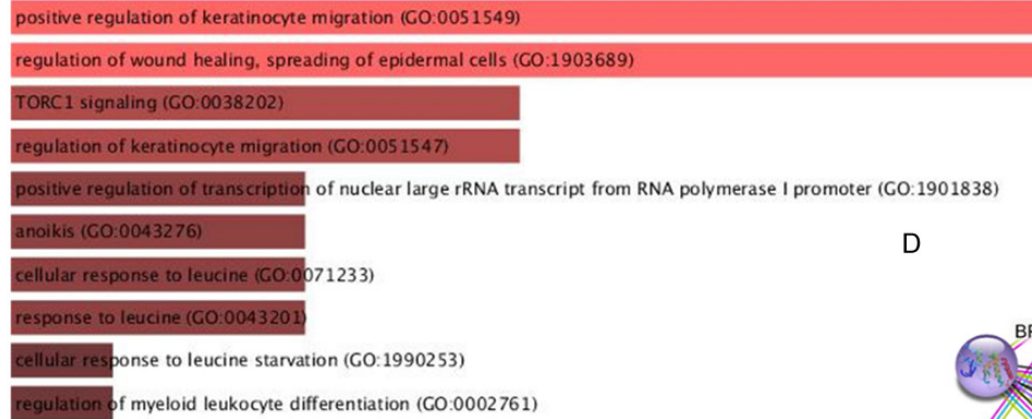 positive regulation of keratinocyte migration (GO:0051549)
regulation of wound healing, spreading of epidermal cells (GO:1903689)
TORC1 signaling (GO:0038202)
regulation of keratinocyte migration (GO:0051547)
positive regulation of transcription of nuclear large rRNA transcript from RNA polymerase I promoter (GO:1901838)
anoikis (GO:0043276)
D
cellular response to leucine (GO:0071233)
response to leucine (GO:0043201)
cellular response to leucine starvation (GO:1990253)
regulation of myeloid leukocyte differentiation (GO:0002761)